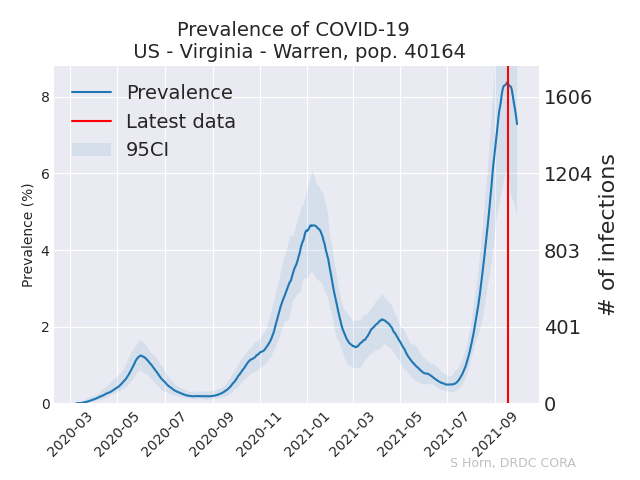 Prevalence of COVID-19
US - Virginia - Warren, pop. 40164
Prevalence
Latest data
95CI
Prevalence (%)
8
6
4
2
0
1606
1204
803
401
0
# of infections
2020-03
2020-05
2020-07
2020-09
2020-11
2021-01
2021-03
2021-05
2021-07
2021-09
S Horn, DRDC CORA